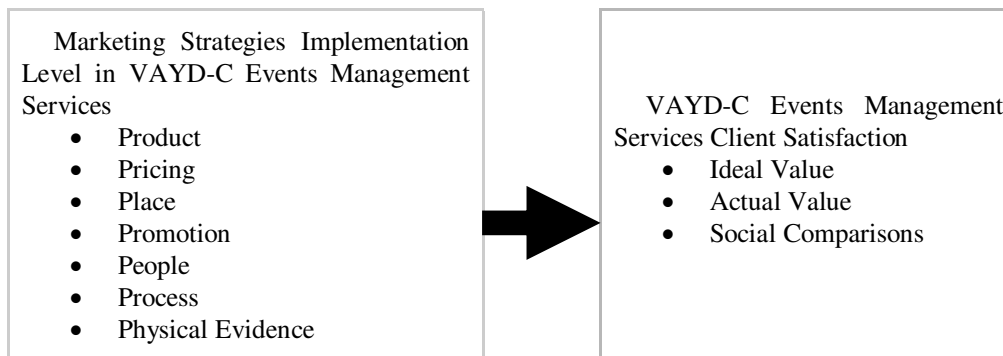 Marketing Strategies Implementation
Level in VAYD-C Events Management
Services
• Product
• Pricing
• Place
• Promotion
• People
• Process
• Physical Evidence
VAYD-C Events Management
Services Client Satisfaction
• Ideal Value
• Actual Value
• Social Comparisons